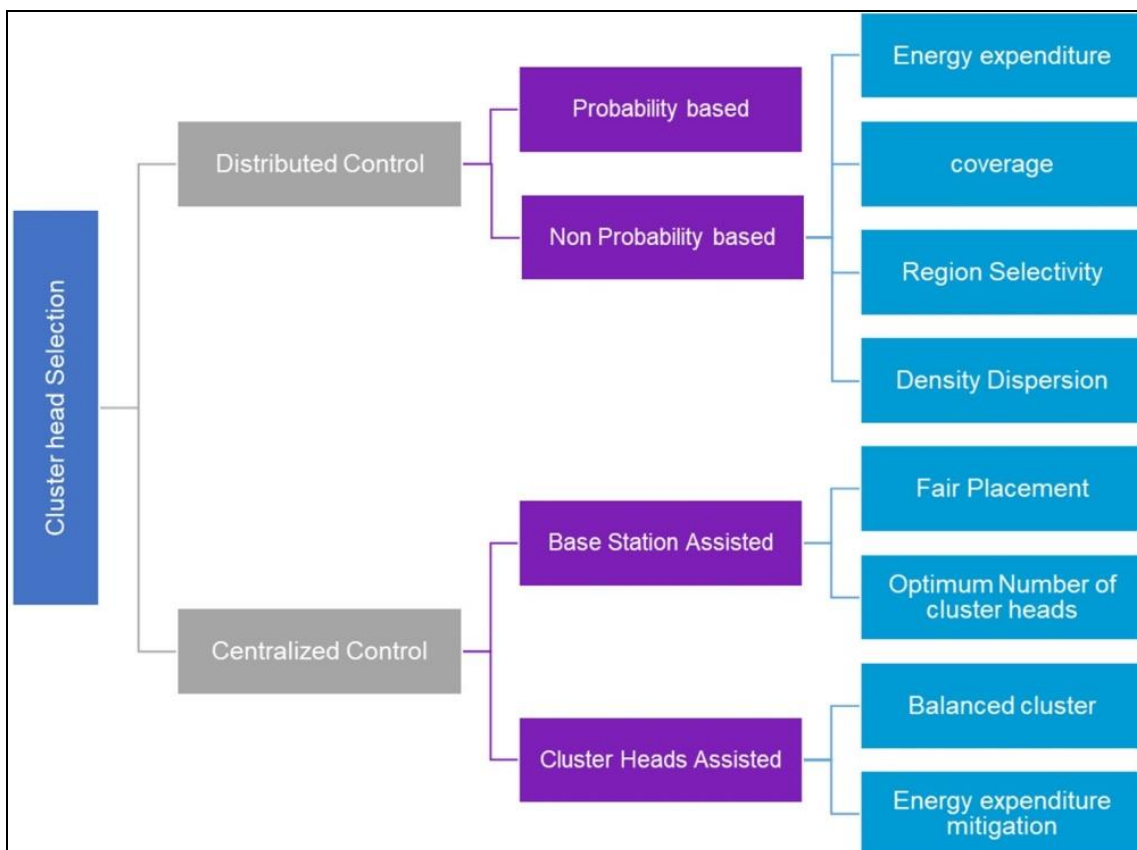 Cluster head Selection
Distributed Control
Centralized Control
Probability based
Non Probability based
Base Station Assisted
Cluster Heads Assisted
Energy expenditure
coverage
Region Selectivity
Density Dispersion
Fair Placement
Optimum Number of
cluster heads
Balanced cluster
Energy expenditure
mitigation